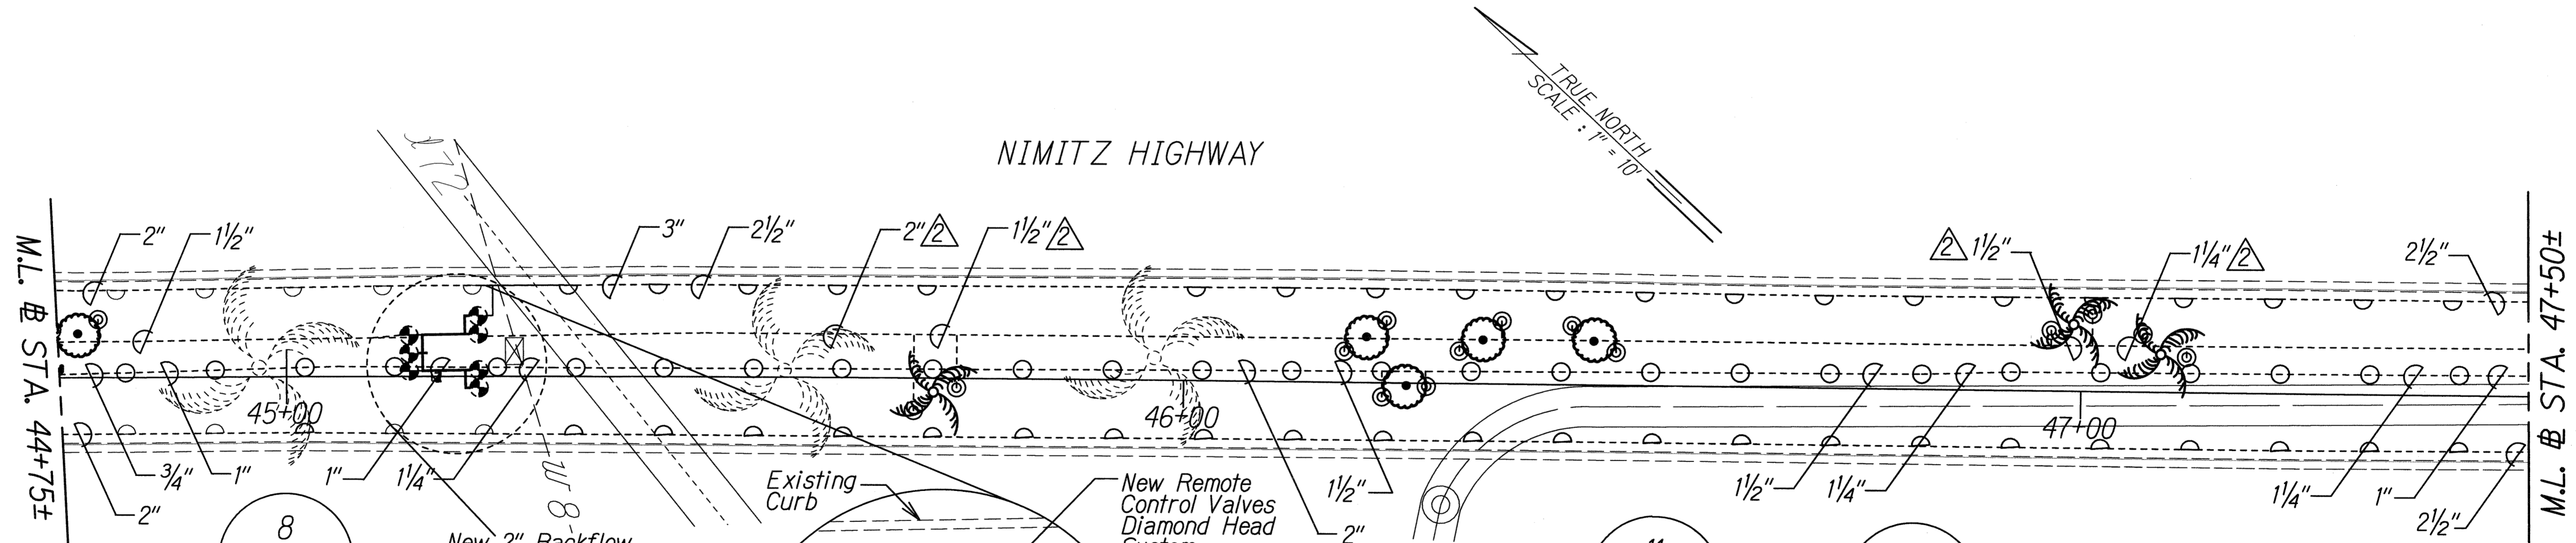 TRUE NORTH
SCALE : 1" = 10'
NIMITZ HIGHWAY
M.L. ⅊ STA. 44+75±
M.L. ⅊ STA. 47+50±
2"
1½"
3"
2½"
2" 2
1½" 2
2 1½"
1¼" 2
2½"
45+00
46+00
47+00
¾"
1"
1"
1¼"
2"
1½"
2"
1½"
1¼"
1¼"
1"
2½"
W 8
8
New 2" Backflow
Existing
Curb
New Remote
Control Valves
Diamond Head
System
11